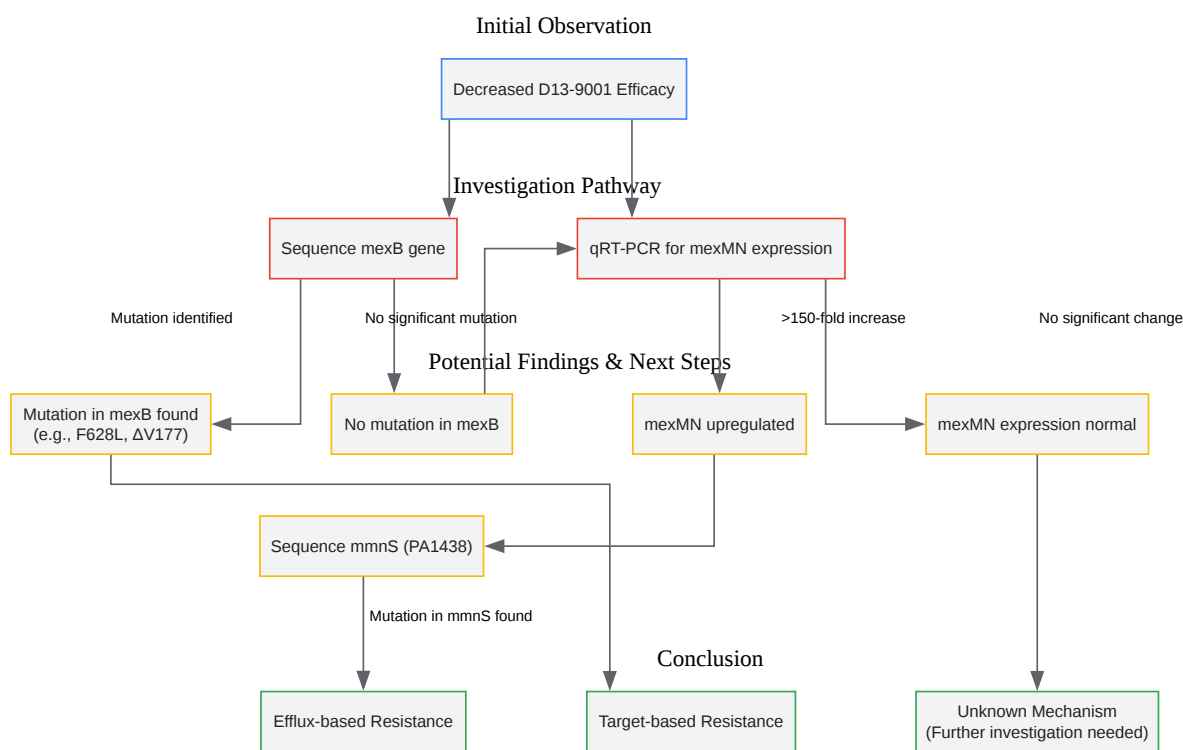 Initial Observation
Decreased D13-9001 Efficacy
Investigation Pathway
Sequence mexB gene
qRT-PCR for mexMN expression
Mutation identified
No significant mutation
>150-fold increase
No significant change
Potential Findings & Next Steps
Mutation in mexB found
(e.g., F628L, ΔV177)
No mutation in mexB
mexMN upregulated
mexMN expression normal
Sequence mmnS (PA1438)
Mutation in mmnS found
Conclusion
Efflux-based Resistance
Target-based Resistance
Unknown Mechanism
(Further investigation needed)